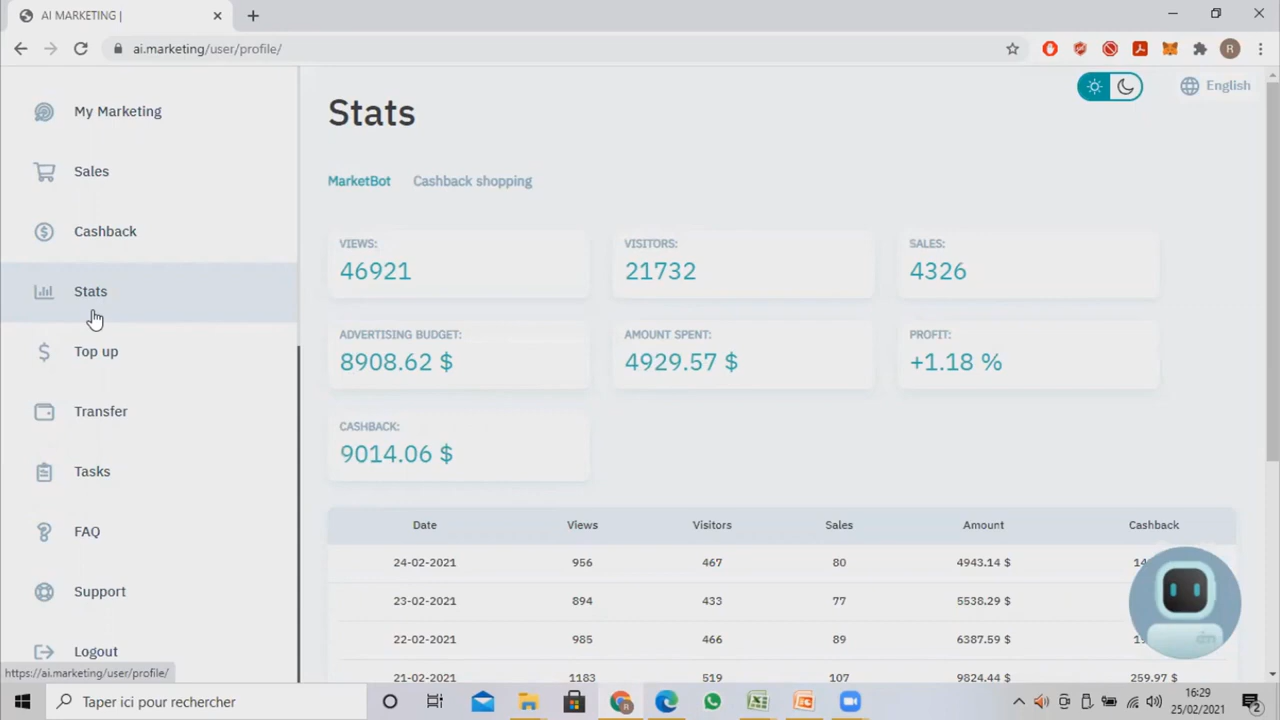 AI MARKETING |
ai.marketing/user/profile/
R
My Marketing
Sales
Cashback
Stats
Top up
Transfer
Tasks
FAQ
Support
Logout
https://ai.marketing/user/profile/
English
Stats
MarketBot Cashback shopping
VIEWS: VISITORS: SALES:
46921 21732 4326
ADVERTISING BUDGET: AMOUNT SPENT: PROFIT:
8908.62 $ 4929.57 $ +1.18 %
CASHBACK:
9014.06 $
Date Views Visitors Sales Amount Cashback
24-02-2021 956 467 80 4943.14 $
23-02-2021 894 433 77 5538.29 $
22-02-2021 985 466 89 6387.59 $
21-02-2021 1183 519 107 9824.44 $ 259.97 $
Taper ici pour rechercher
16:29
25/02/2021
2